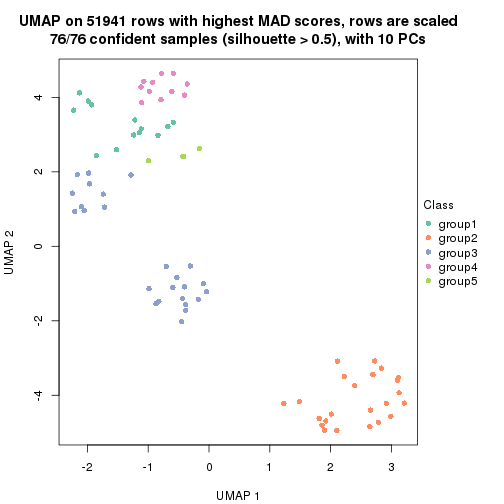 UMAP on 51941 rows with highest MAD scores, rows are scaled
76/76 confident samples (silhouette > 0.5), with 10 PCs
4
2
0
-2
-4
UMAP 2
-2
-1
0
1
2
3
UMAP 1
Class
group1
group2
group3
group4
group5